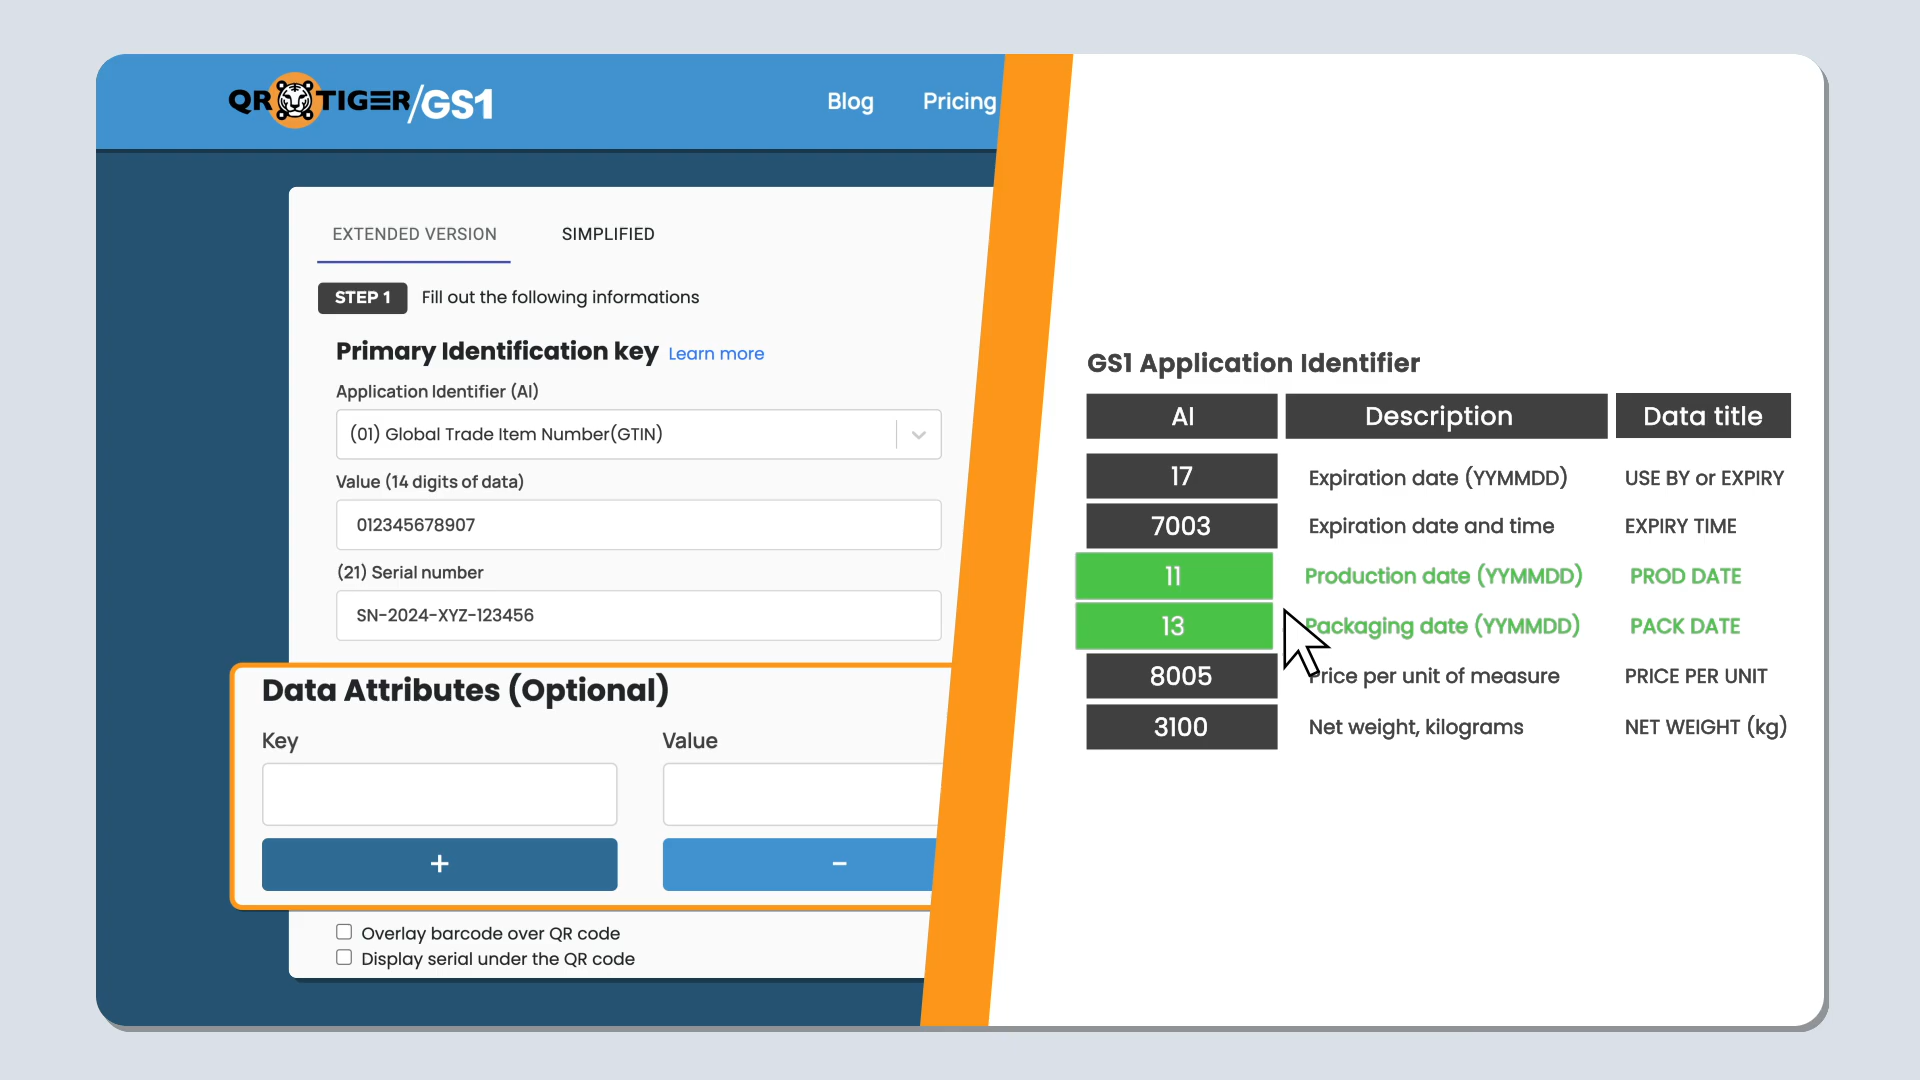 QR TIGER/GS1
Blog
Pricing
EXTENDED VERSION
SIMPLIFIED
STEP 1
Fill out the following informations
Primary Identification key
Learn more
Application Identifier (AI)
(01) Global Trade Item Number(GTIN)
Value (14 digits of data)
012345678907
(21) Serial number
SN-2024-XYZ-123456
Data Attributes (Optional)
Key
Value
+
−
Overlay barcode over QR code
Display serial under the QR code
GS1 Application Identifier
AI
Description
Data title
17
Expiration date (YYMMDD)
USE BY or EXPIRY
7003
Expiration date and time
EXPIRY TIME
11
Production date (YYMMDD)
PROD DATE
13
Packaging date (YYMMDD)
PACK DATE
8005
Price per unit of measure
PRICE PER UNIT
3100
Net weight, kilograms
NET WEIGHT (kg)